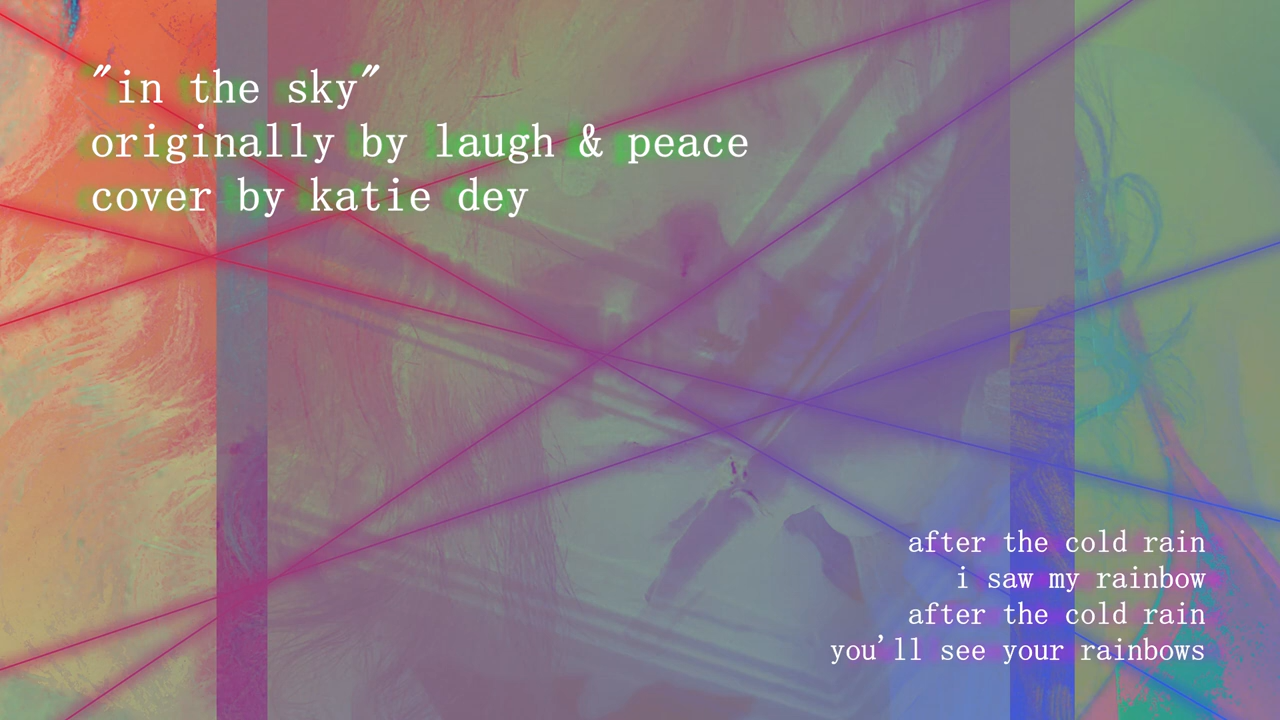 "in the sky"
originally by laugh & peace
cover by katie dey
after the cold rain
i saw my rainbow
after the cold rain
you'll see your rainbows